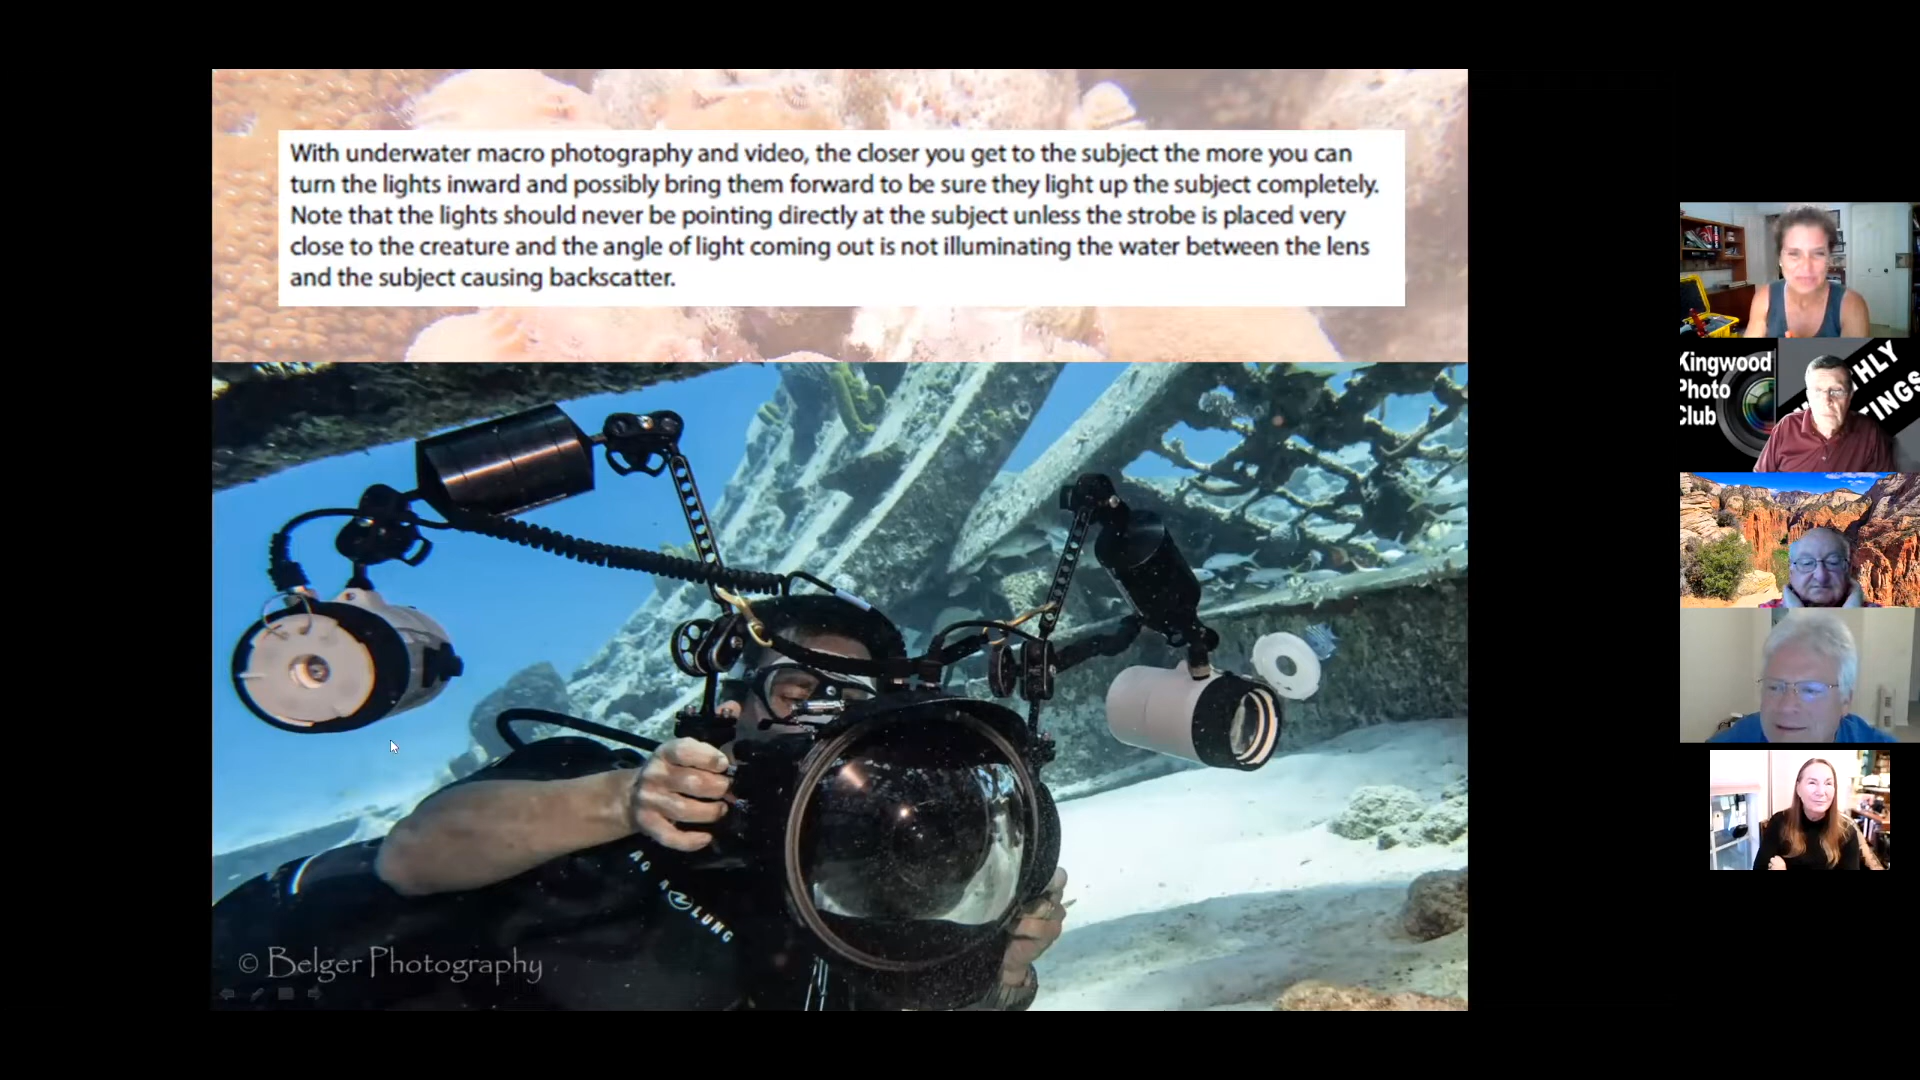 With underwater macro photography and video, the closer you get to the subject the more you can
turn the lights inward and possibly bring them forward to be sure they light up the subject completely.
Note that the lights should never be pointing directly at the subject unless the strobe is placed very
close to the creature and the angle of light coming out is not illuminating the water between the lens
and the subject causing backscatter.
Kingwood
Photo
Club
AQ A LUNG
© Belger Photography